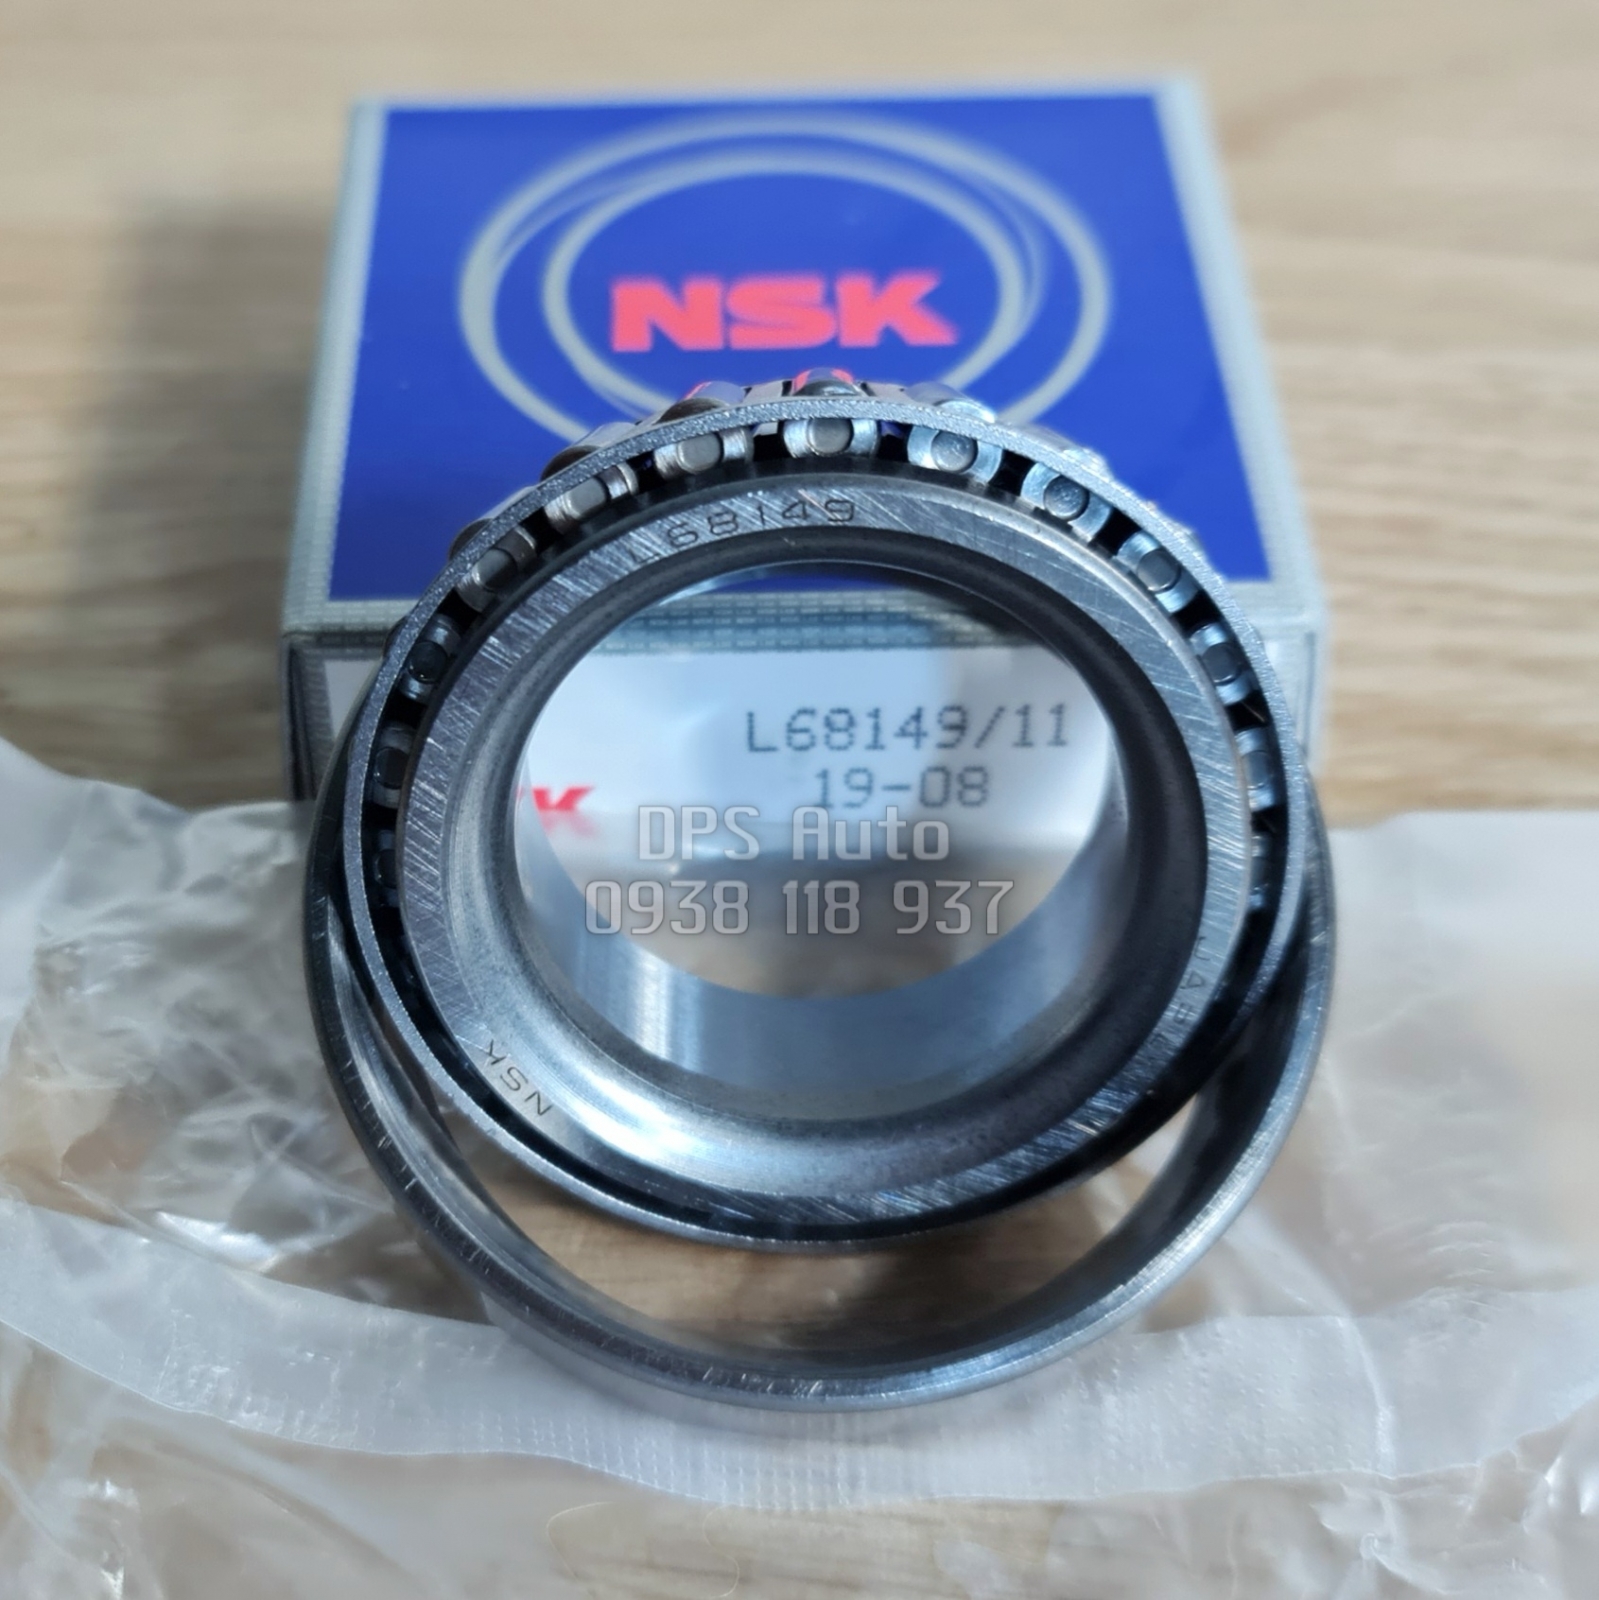 NSK
L68149
L68149/11
19-08
DPS Auto
0938 118 937
NSK